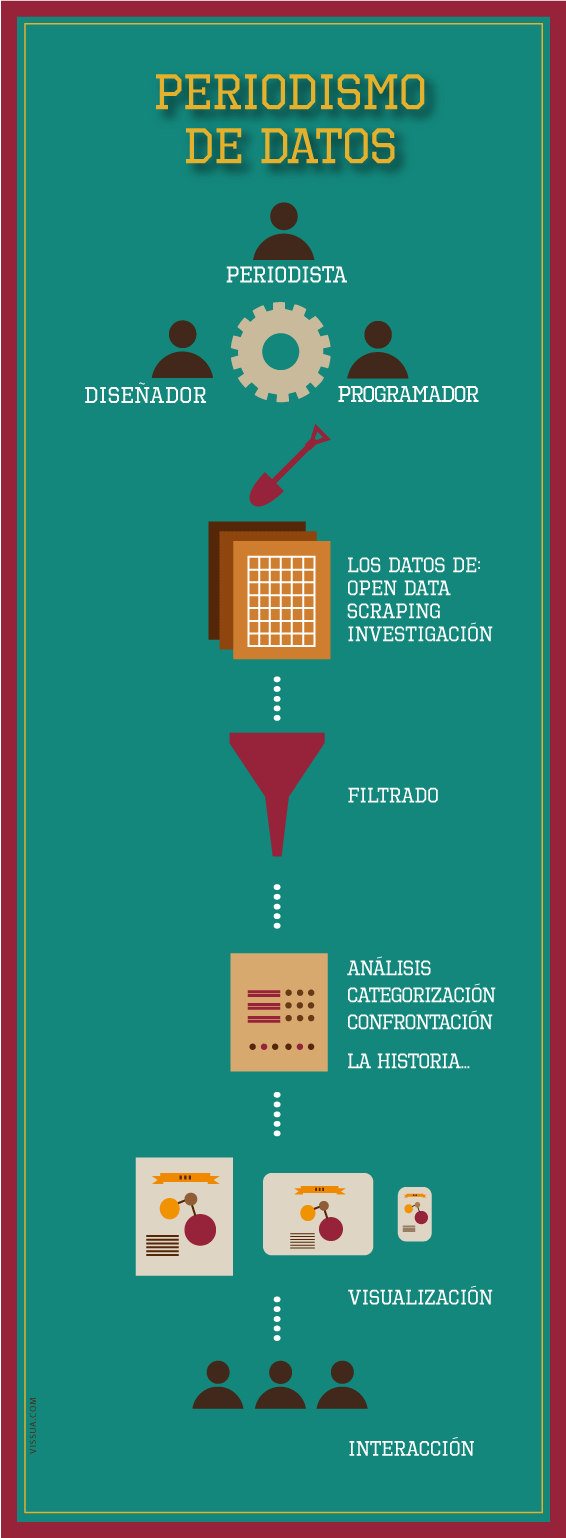 PERIODISMO
DE DATOS
PERIODISTA
DISEÑADOR
PROGRAMADOR
LOS DATOS DE:
OPEN DATA
SCRAPING
INVESTIGACIÓN
FILTRADO
ANÁLISIS
CATEGORIZACIÓN
CONFRONTACIÓN
LA HISTORIA...
VISUALIZACIÓN
INTERACCIÓN
VISSUA.COM